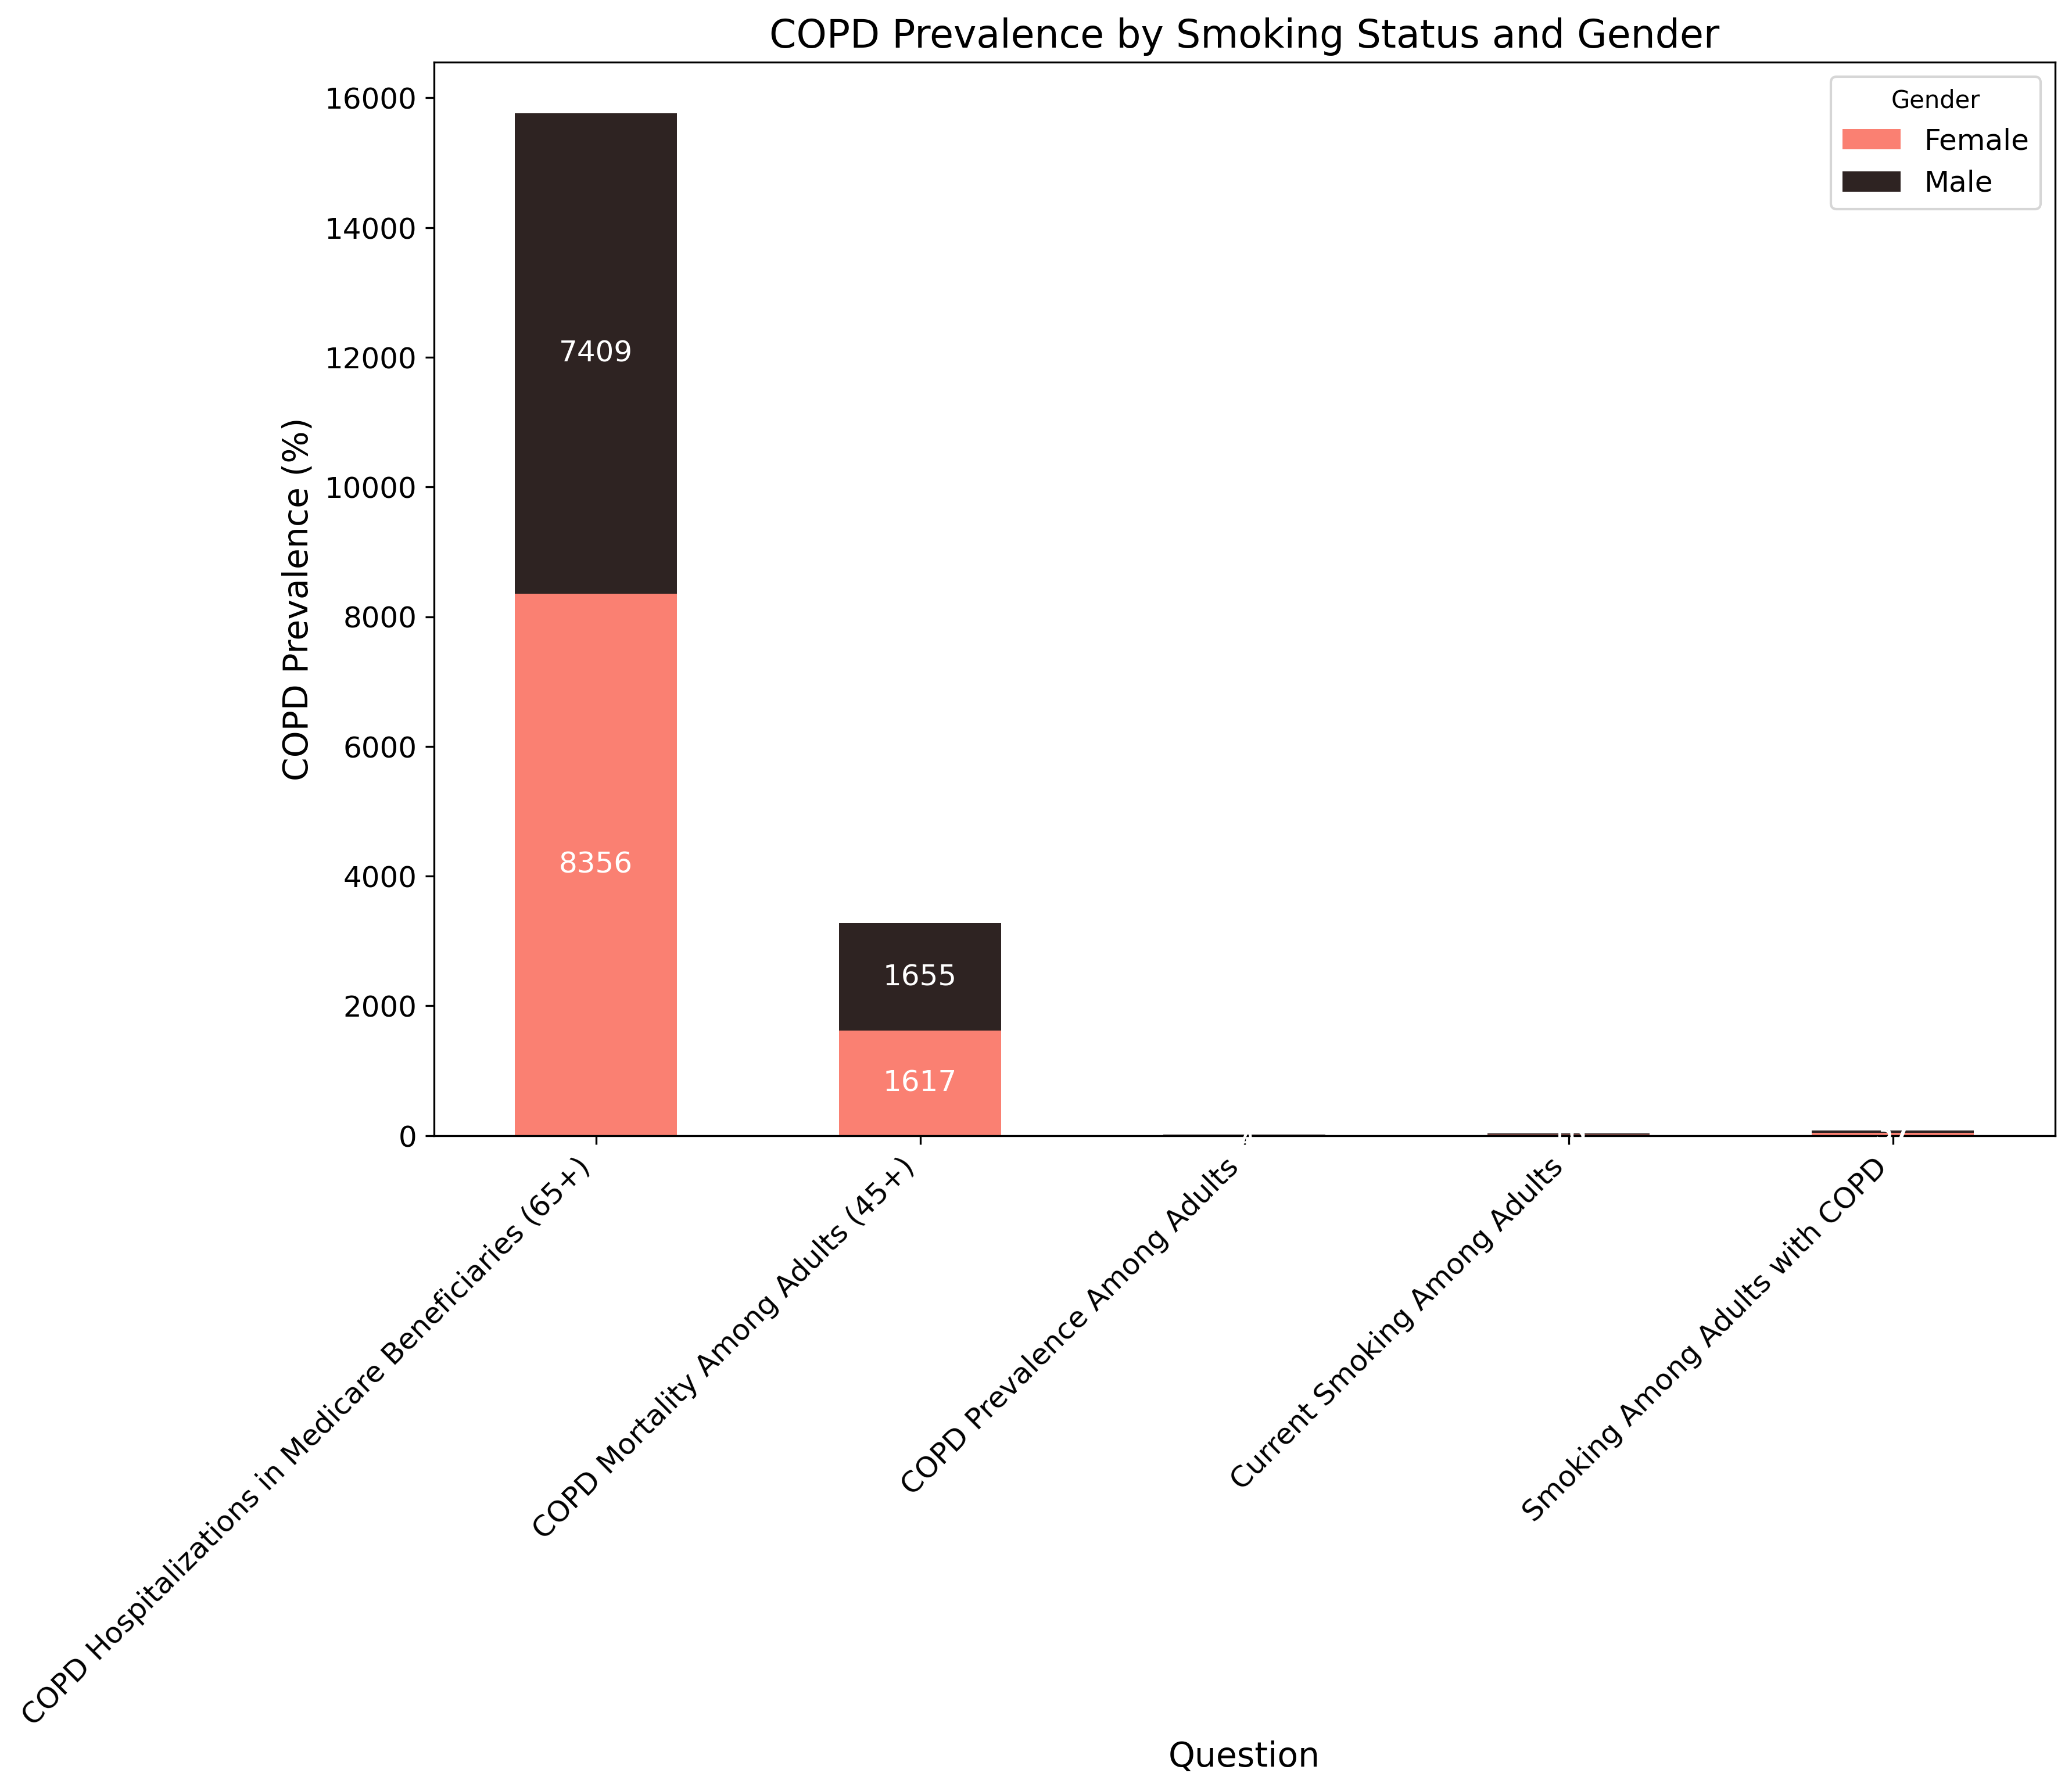 COPD Prevalence by Smoking Status and Gender
Gender
Female
Male
COPD Prevalence (%)
16000
14000
12000
10000
8000
6000
4000
2000
0
7409
8356
1655
1617
COPD Hospitalizations in Medicare Beneficiaries (65+)
COPD Mortality Among Adults (45+)
COPD Prevalence Among Adults
Current Smoking Among Adults
Smoking Among Adults with COPD
Question